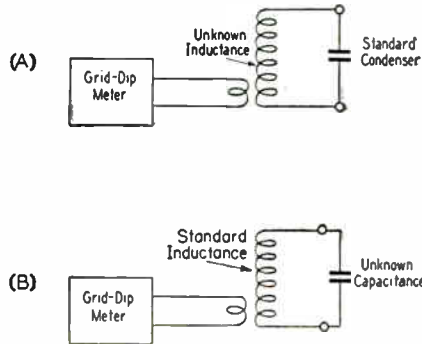 (A)
Grid-Dip
Meter
Unknown
Inductance
Standard
Condenser
(B)
Grid-Dip
Meter
Standard
Inductance
Unknown
Capacitance